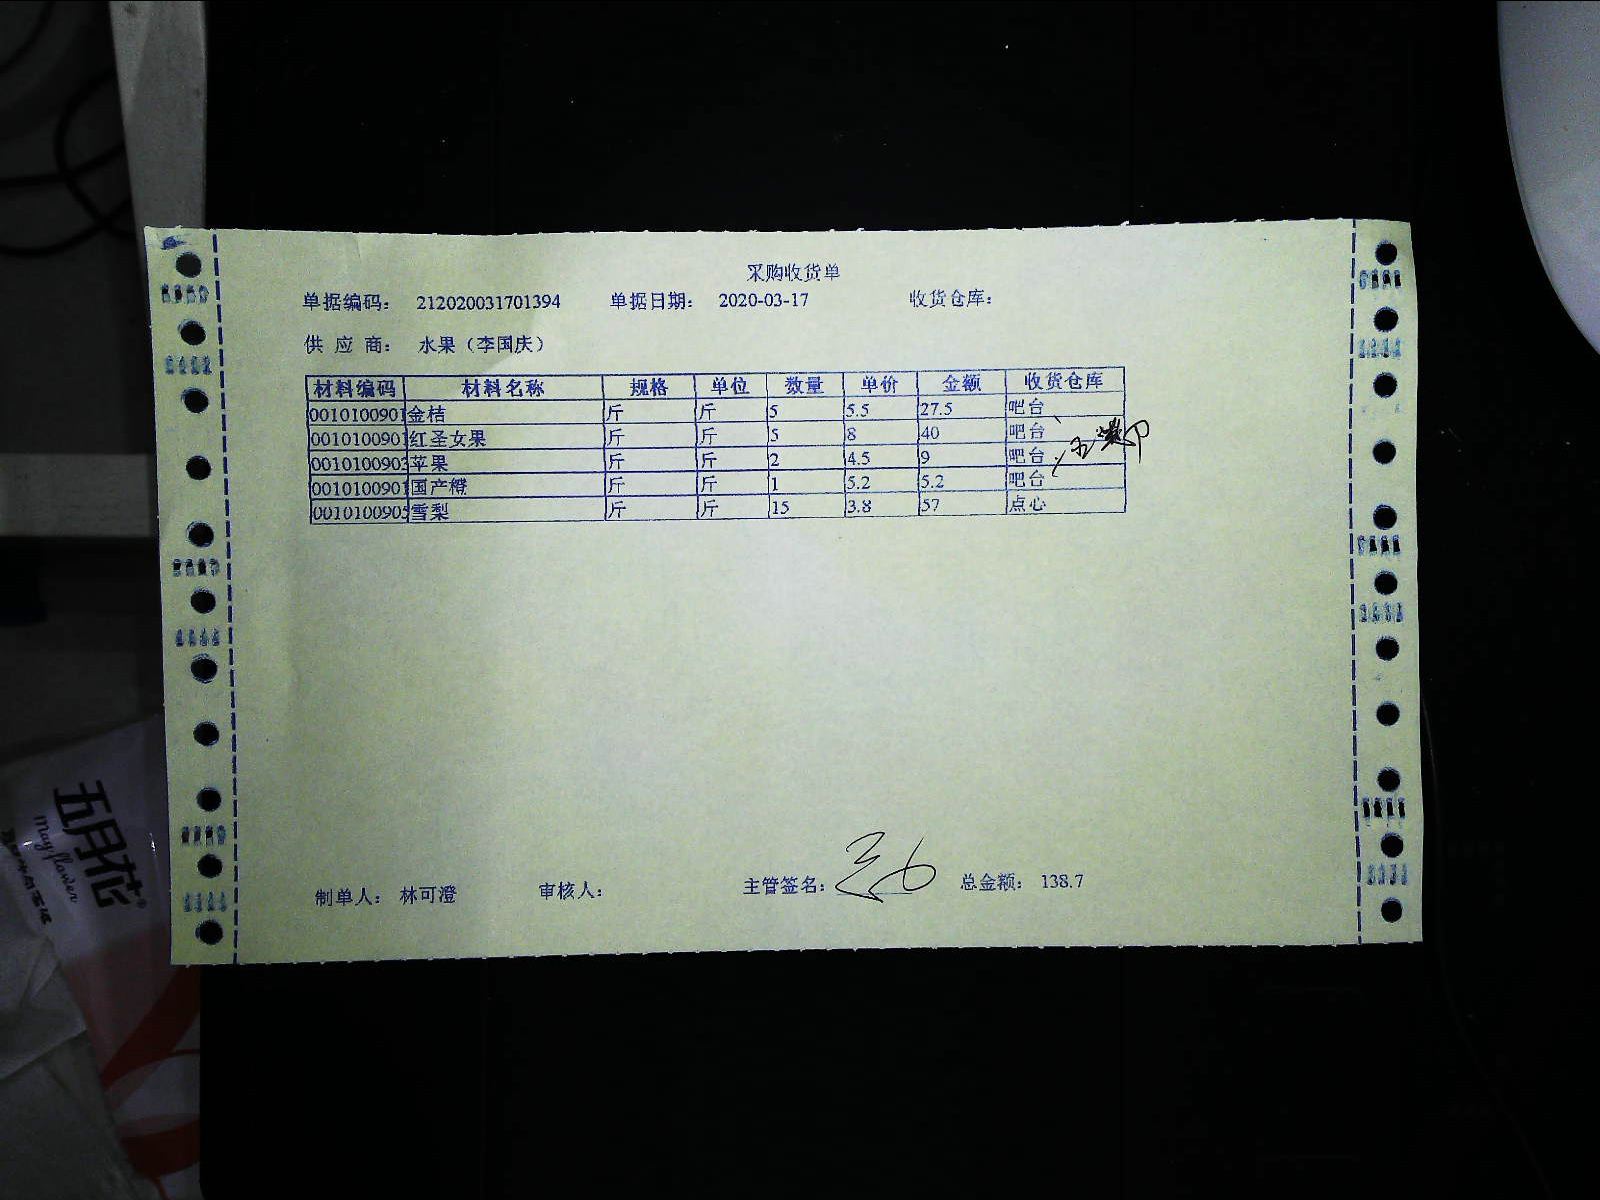 采购收货单
单据编码： 212020031701394 单据日期： 2020-03-17 收货仓库：
供 应 商： 水果（李国庆）
材料编码 材料名称 规格 单位 数量 单价 金额 收货仓库
0010100901 金桔 斤 斤 5 5.5 27.5 吧台
0010100901 红圣女果 斤 斤 5 8 40 吧台
0010100902 苹果 斤 斤 2 4.5 9 吧台
0010100901 国产橙 斤 斤 1 5.2 5.2 吧台
0010100905 雪梨 斤 斤 15 3.8 57 点心
制单人： 林可澄 审核人： 主管签名： 总金额： 138.7
五月花
mayflower